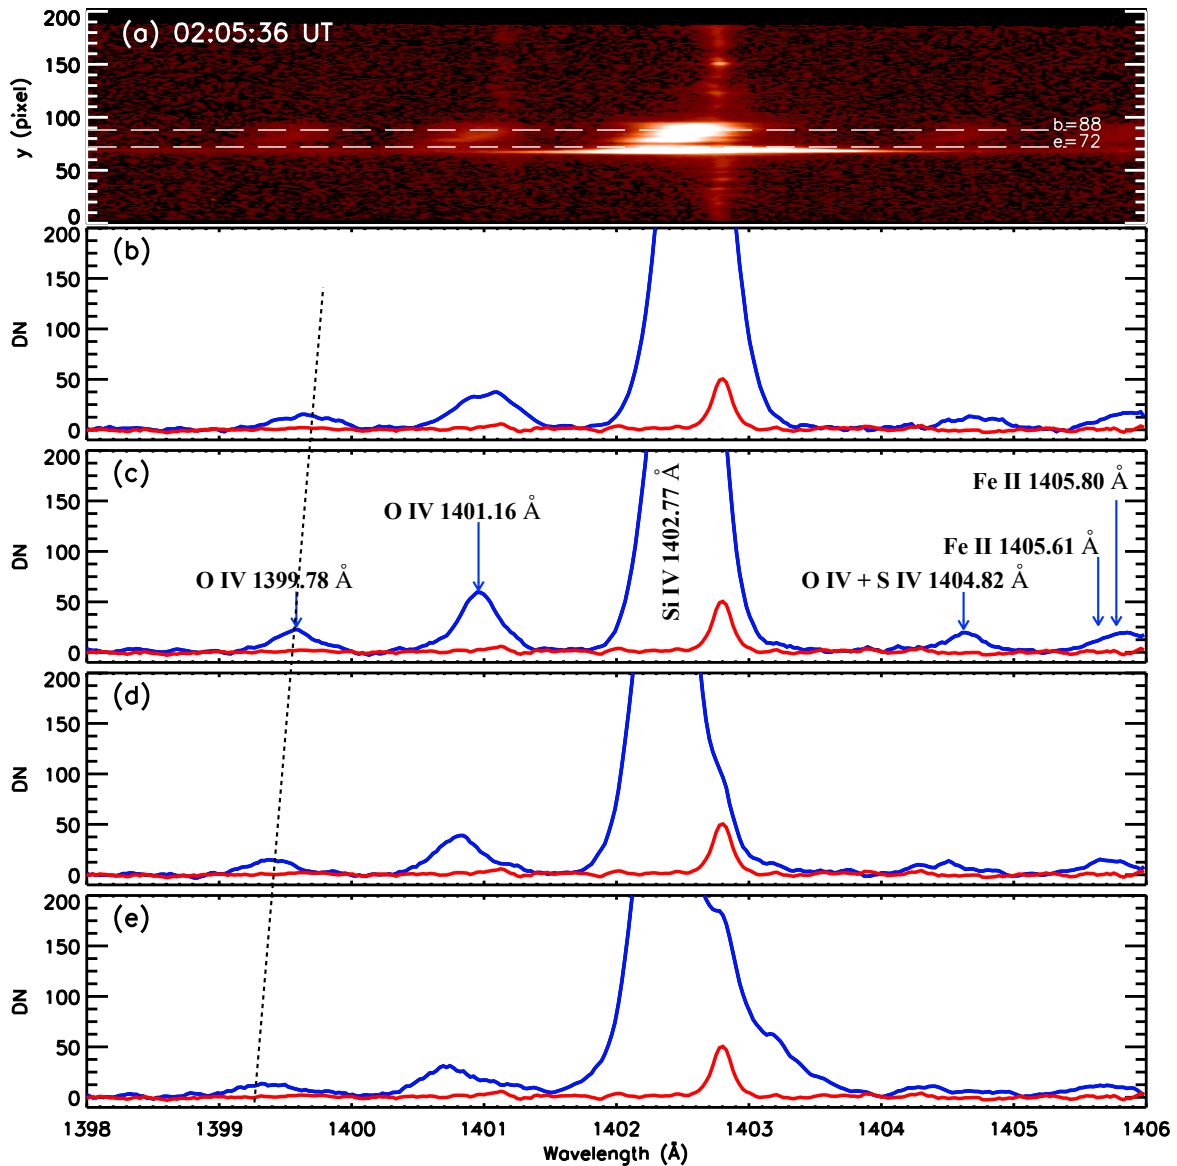 (a) 02:05:36 UT
b.=88
e.=72
200
150
100
50
0
y (pixel)
(b)
200
150
100
50
0
DN
(c)
200
150
100
50
0
DN
Fe II 1405.80 Å
O IV 1401.16 Å
Si IV 1402.77 Å
Fe II 1405.61 Å
O IV 1399.78 Å
O IV + S IV 1404.82 Å
(d)
200
150
100
50
0
DN
(e)
200
150
100
50
0
DN
1398 1399 1400 1401 1402 1403 1404 1405 1406
Wavelength (Å)